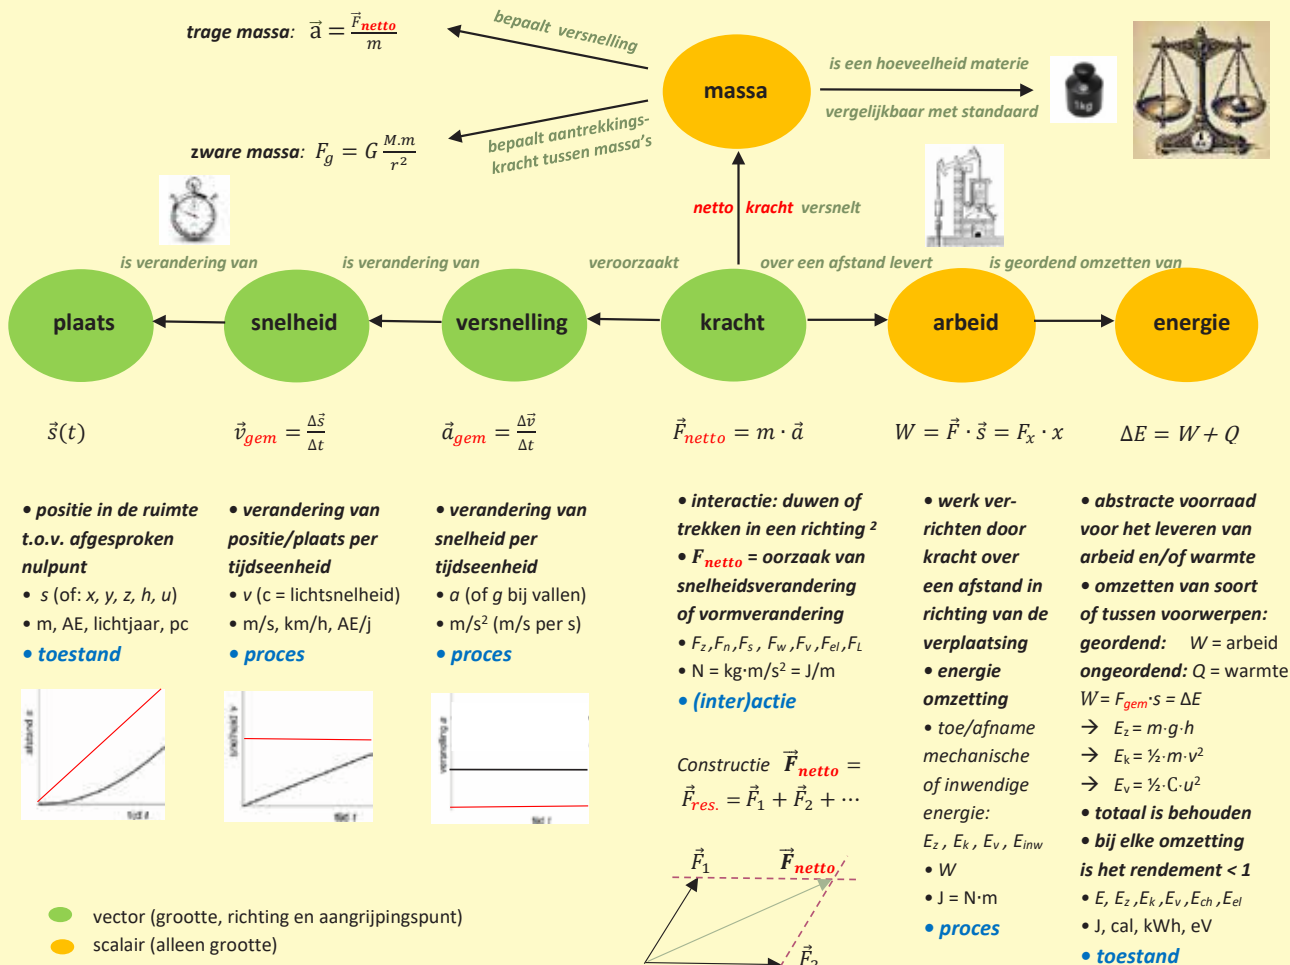 trage massa: a⃗ = F⃗netto / m
bepaalt versnelling
massa
is een hoeveelheid materie
vergelijkbaar met standaard
1kg
zware massa: Fg = G M.m / r²
bepaalt aantrekkings-
kracht tussen massa's
netto kracht versnelt
is verandering van
is verandering van
veroorzaakt
over een afstand levert
is geordend omzetten van
plaats
snelheid
versnelling
kracht
arbeid
energie
s⃗(t)
v⃗gem = Δs⃗ / Δt
a⃗gem = Δv⃗ / Δt
F⃗netto = m · a⃗
W = F⃗ · s⃗ = Fx · x
ΔE = W + Q
• positie in de ruimte
t.o.v. afgesproken
nulpunt
• s (of: x, y, z, h, u)
• m, AE, lichtjaar, pc
• toestand
afstand s
tijd t
• verandering van
positie/plaats per
tijdseenheid
• v (c = lichtsnelheid)
• m/s, km/h, AE/j
• proces
snelheid v
tijd t
• verandering van
snelheid per
tijdseenheid
• a (of g bij vallen)
• m/s² (m/s per s)
• proces
versnelling a
tijd t
• interactie: duwen of
trekken in een richting ²
• Fnetto = oorzaak van
snelheidsverandering
of vormverandering
• Fz,Fn,Fs, Fw,Fv,Fel,FL
• N = kg·m/s² = J/m
• (inter)actie
Constructie F⃗netto =
F⃗res. = F⃗1 + F⃗2 + ⋯
F⃗1
F⃗netto
F⃗2
• werk ver-
richten door
kracht over
een afstand in
richting van de
verplaatsing
• energie
omzetting
• toe/afname
mechanische
of inwendige
energie:
Ez, Ek, Ev, Einw
• W
• J = N·m
• proces
• abstracte voorraad
voor het leveren van
arbeid en/of warmte
• omzetten van soort
of tussen voorwerpen:
geordend: W = arbeid
ongeordend: Q = warmte
W = Fgem·s = ΔE
→ Ez = m·g·h
→ Ek = ½·m·v²
→ Ev = ½·C·u²
• totaal is behouden
• bij elke omzetting
is het rendement < 1
• E, Ez,Ek,Ev,Ech,Eel
• J, cal, kWh, eV
• toestand
vector (grootte, richting en aangrijpingspunt)
scalair (alleen grootte)